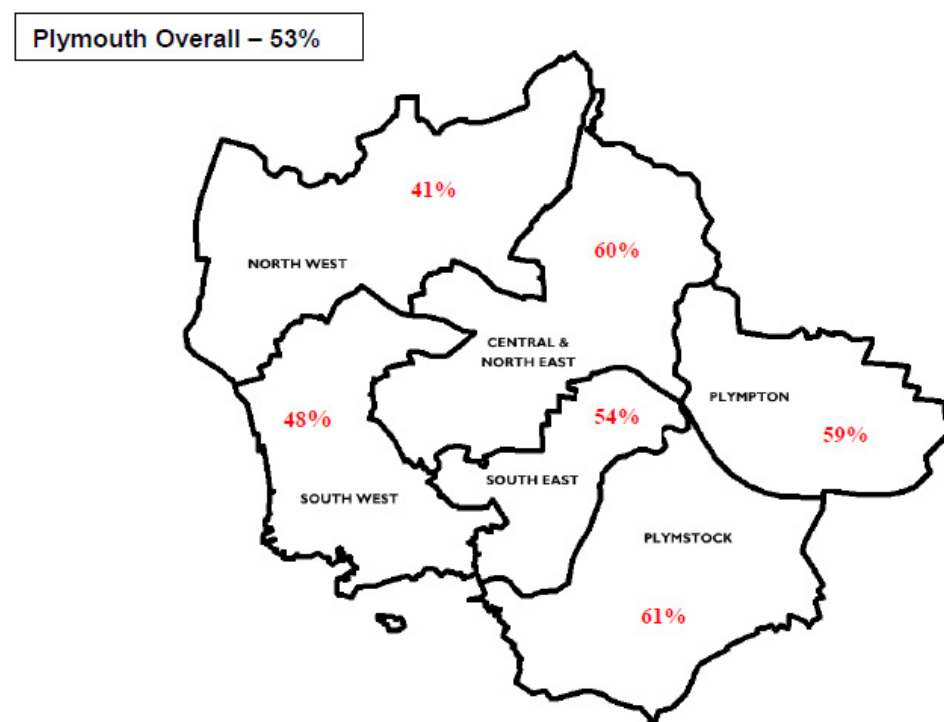 Plymouth Overall – 53%
41%
60%
NORTH WEST
CENTRAL &
NORTH EAST
PLYMPTON
48%
54%
59%
SOUTH EAST
SOUTH WEST
PLYMSTOCK
61%